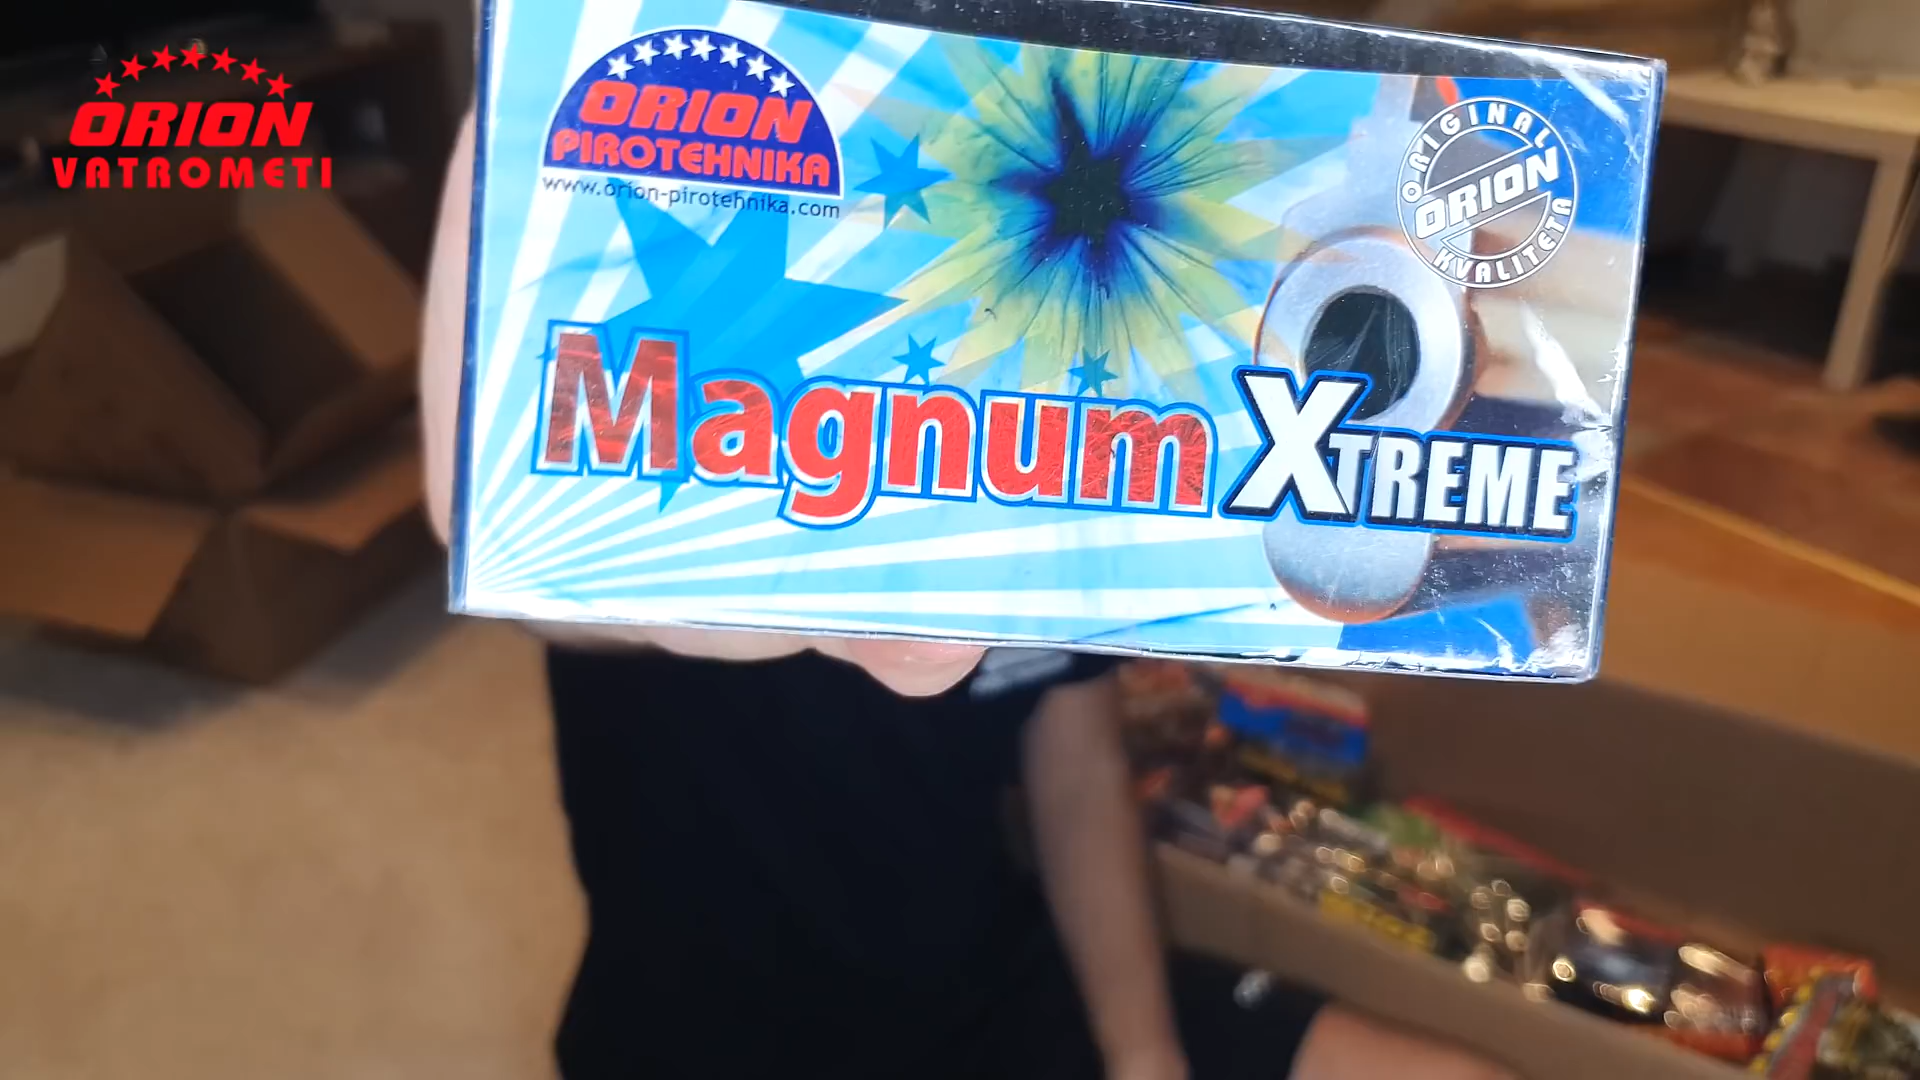 ORION
VATROMETI
ORION
PIROTEHNIKA
www.orion-pirotehnika.com
ORIGINAL
ORION
KVALITETA
Magnum XTREME